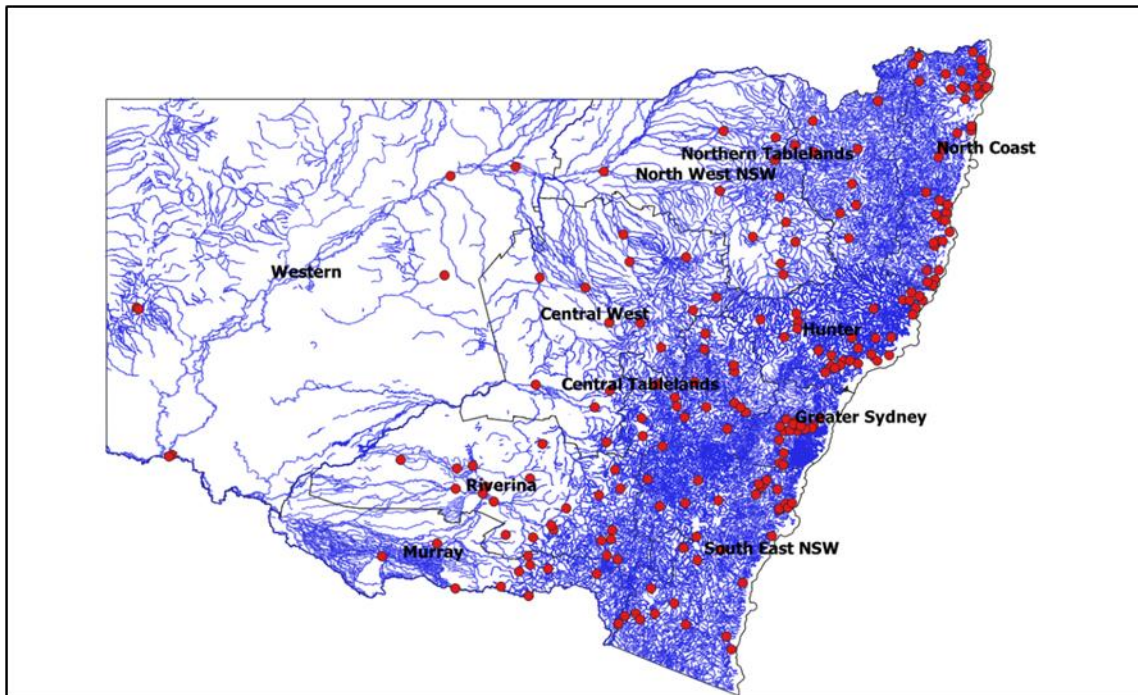 North Coast
Northern Tablelands
North West NSW
Western
Central West
Hunter
Central Tablelands
Greater Sydney
Riverina
Murray
South East NSW